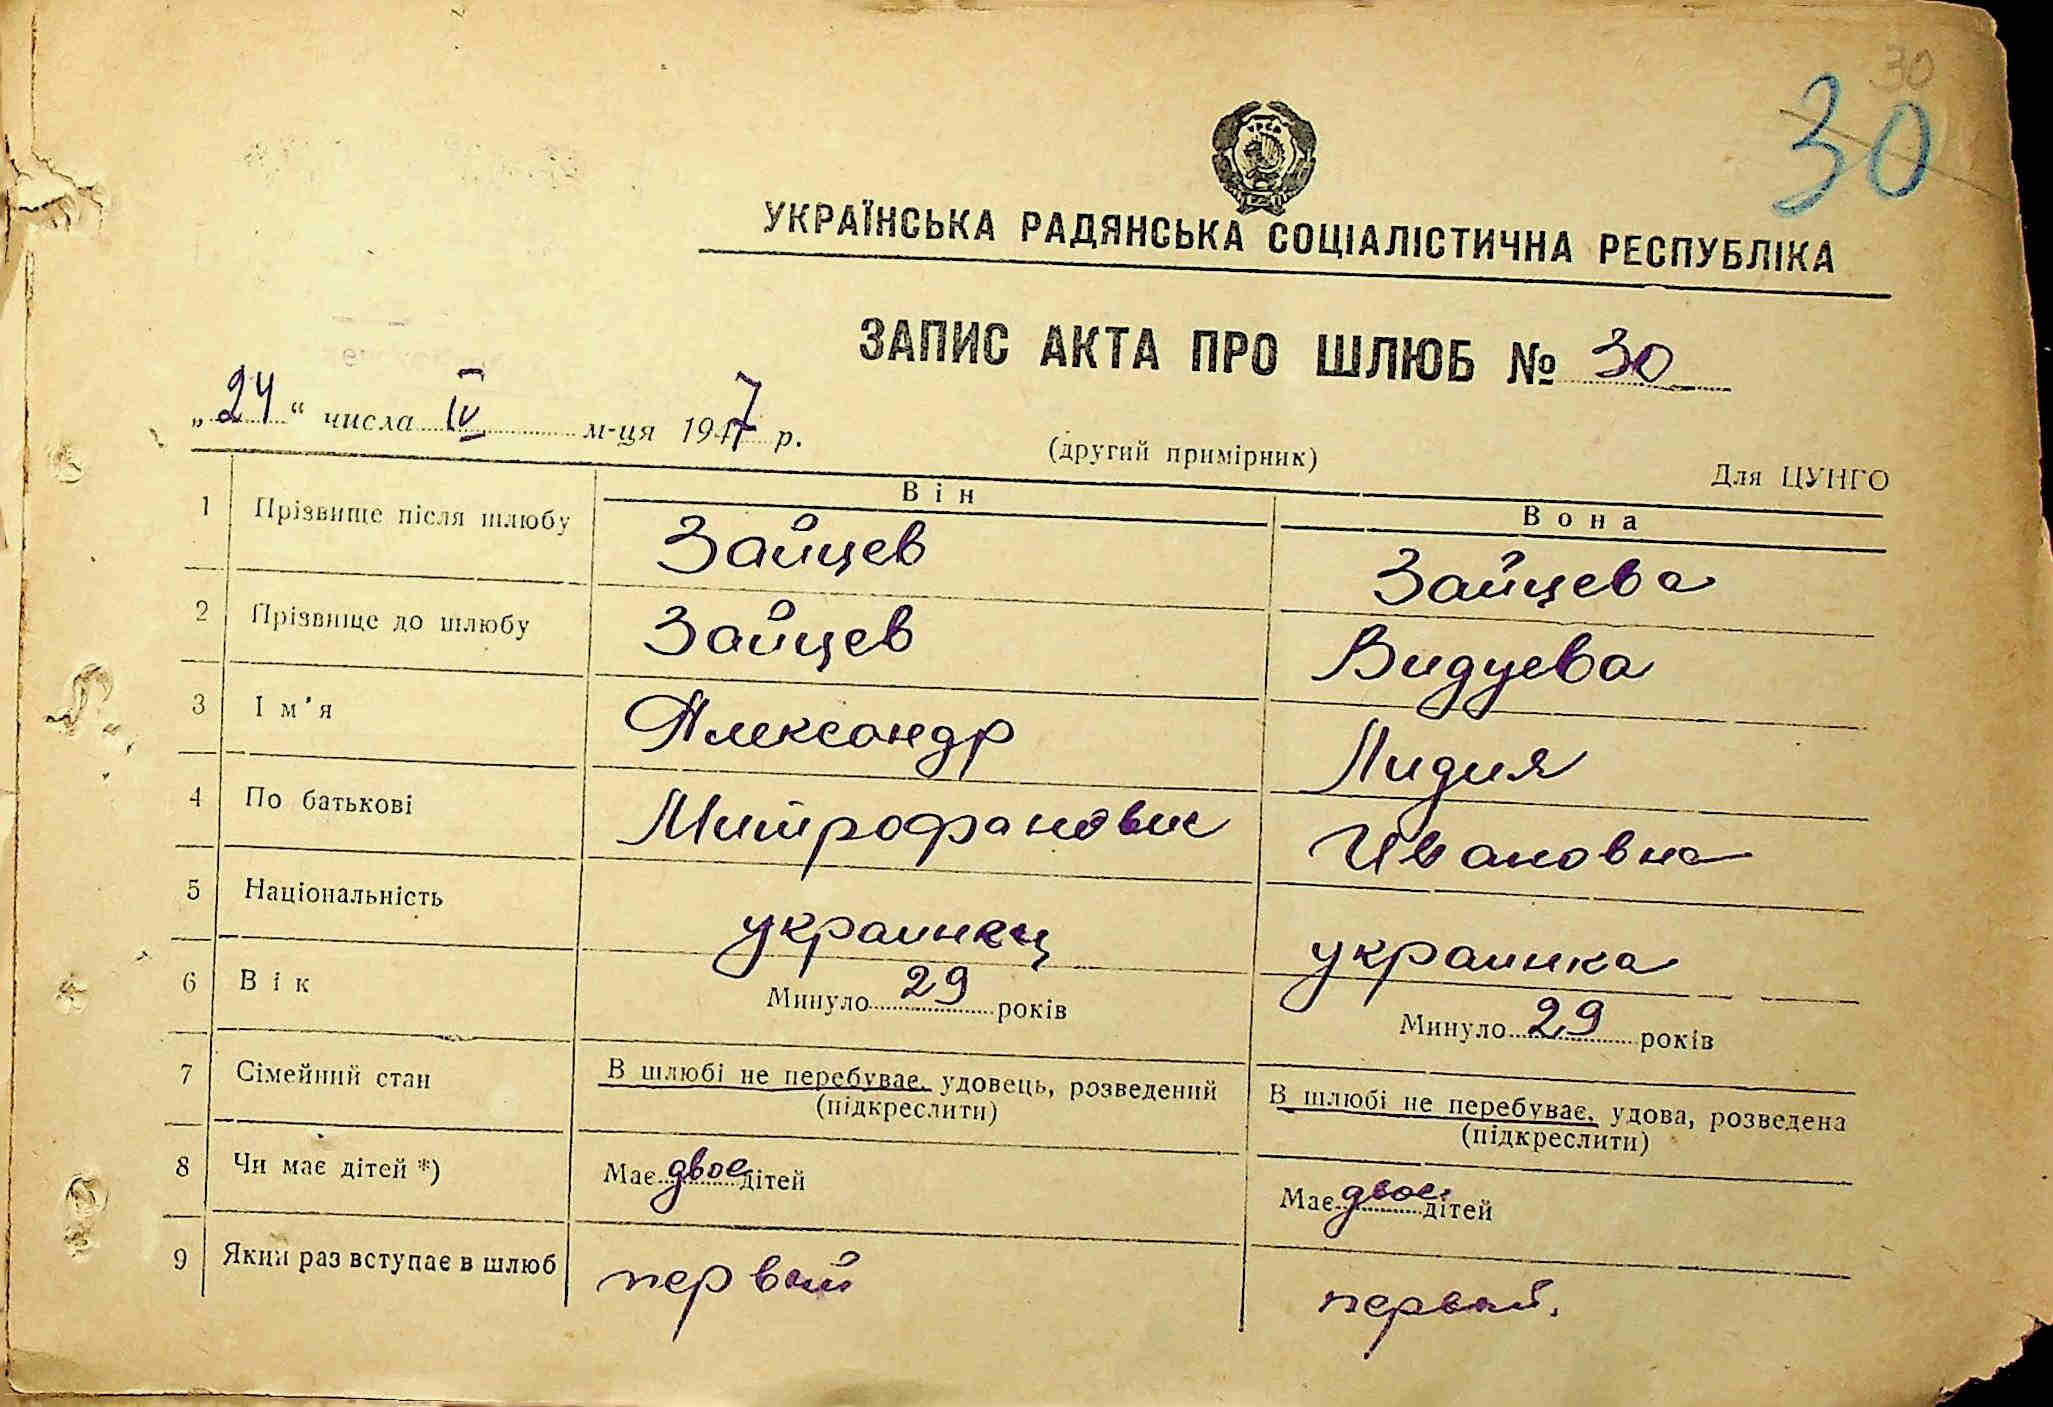 30
30
УКРАЇНСЬКА РАДЯНСЬКА СОЦІАЛІСТИЧНА РЕСПУБЛІКА
ЗАПИС АКТА ПРО ШЛЮБ № 30
„24“ числа IV м-ця 1947 р.
(другий примірник)
Для ЦУНГО
Він Вона
1 Прізвище після шлюбу Зайцев Зайцева
2 Прізвище до шлюбу Зайцев Видуева
3 Ім'я Александр Лидия
4 По батькові Митрофанович Ивановна
5 Національність украинец украинка
6 Вік Минуло 29 років Минуло 29 років
7 Сімейний стан В шлюбі не перебуває, удовець, розведений В шлюбі не перебуває, удова, розведена
(підкреслити) (підкреслити)
8 Чи має дітей *) Має двое дітей Має двое дітей
9 Який раз вступає в шлюб первый первый.